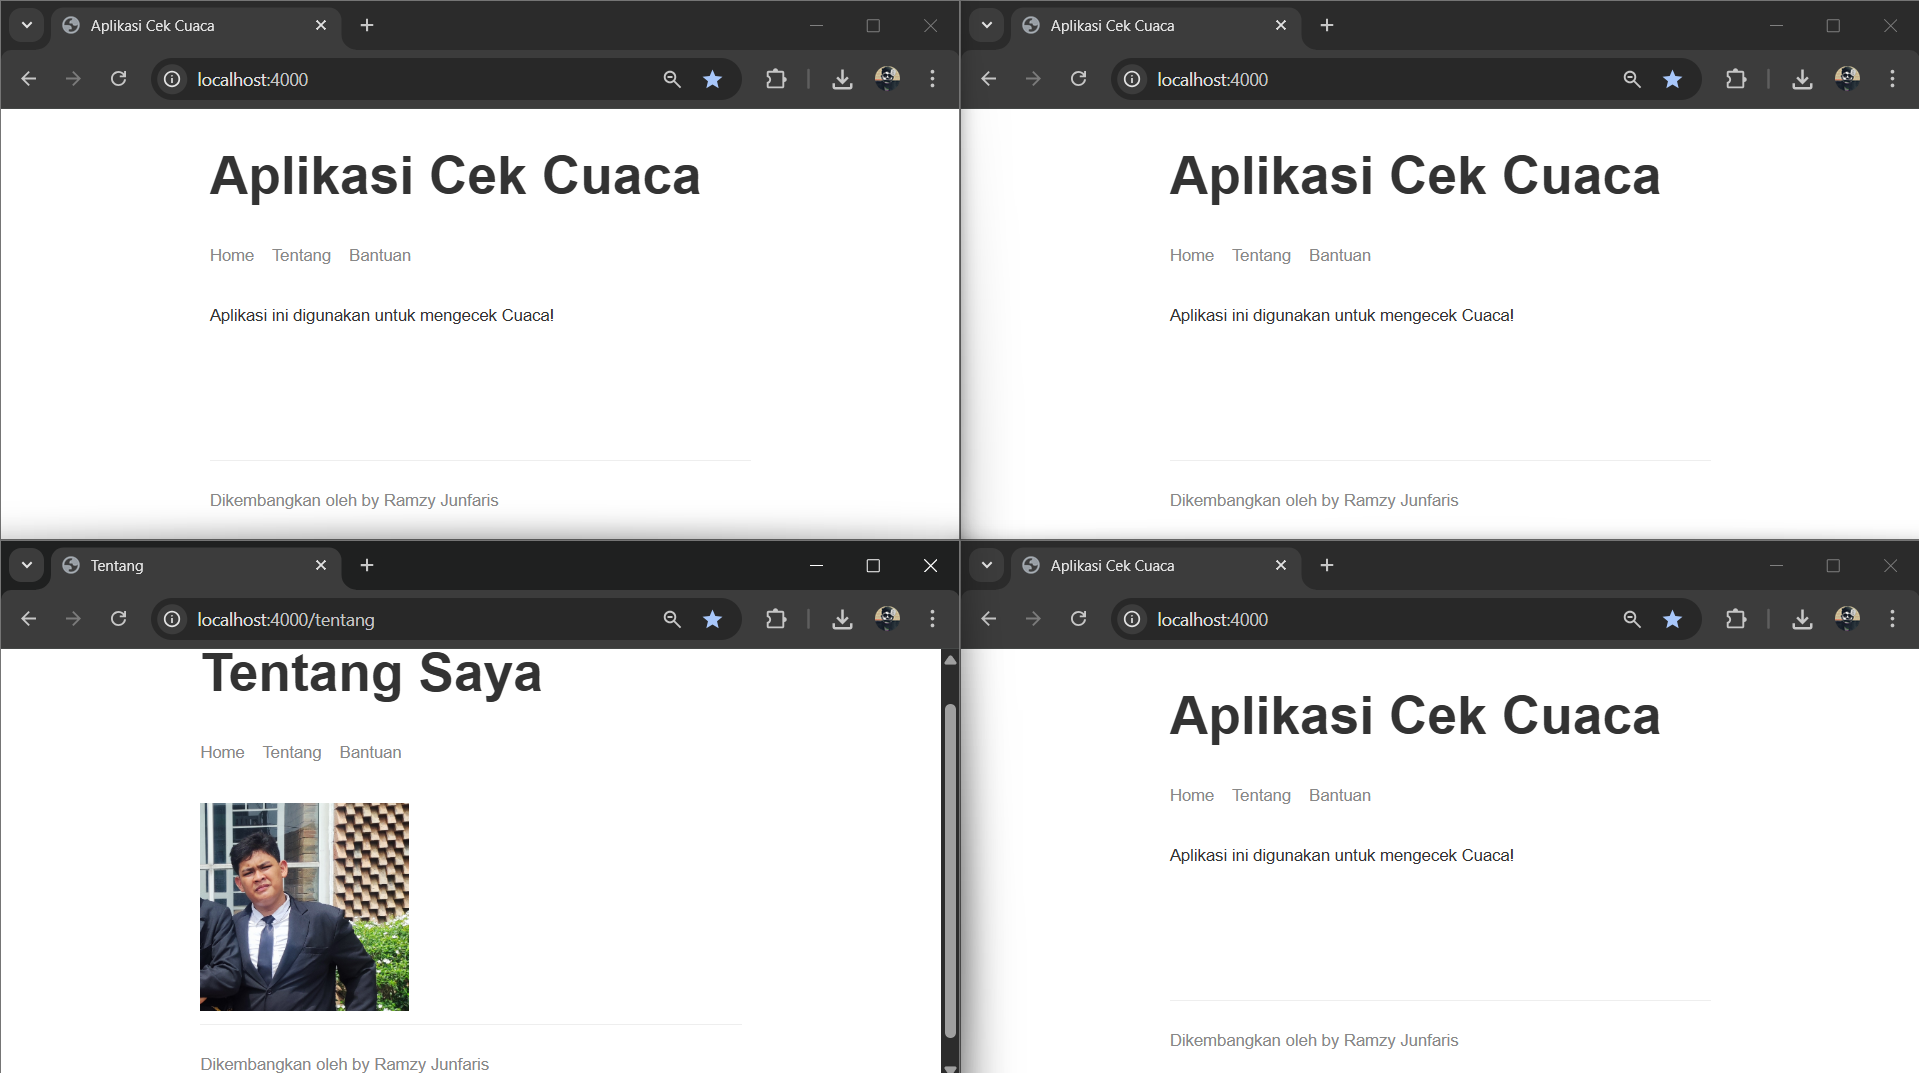 Aplikasi Cek Cuaca
localhost:4000
Aplikasi Cek Cuaca
Home Tentang Bantuan
Aplikasi ini digunakan untuk mengecek Cuaca!
Dikembangkan oleh by Ramzy Junfaris
Aplikasi Cek Cuaca
localhost:4000
Aplikasi Cek Cuaca
Home Tentang Bantuan
Aplikasi ini digunakan untuk mengecek Cuaca!
Dikembangkan oleh by Ramzy Junfaris
Tentang
localhost:4000/tentang
Tentang Saya
Home Tentang Bantuan
Dikembangkan oleh by Ramzy Junfaris
Aplikasi Cek Cuaca
localhost:4000
Aplikasi Cek Cuaca
Home Tentang Bantuan
Aplikasi ini digunakan untuk mengecek Cuaca!
Dikembangkan oleh by Ramzy Junfaris